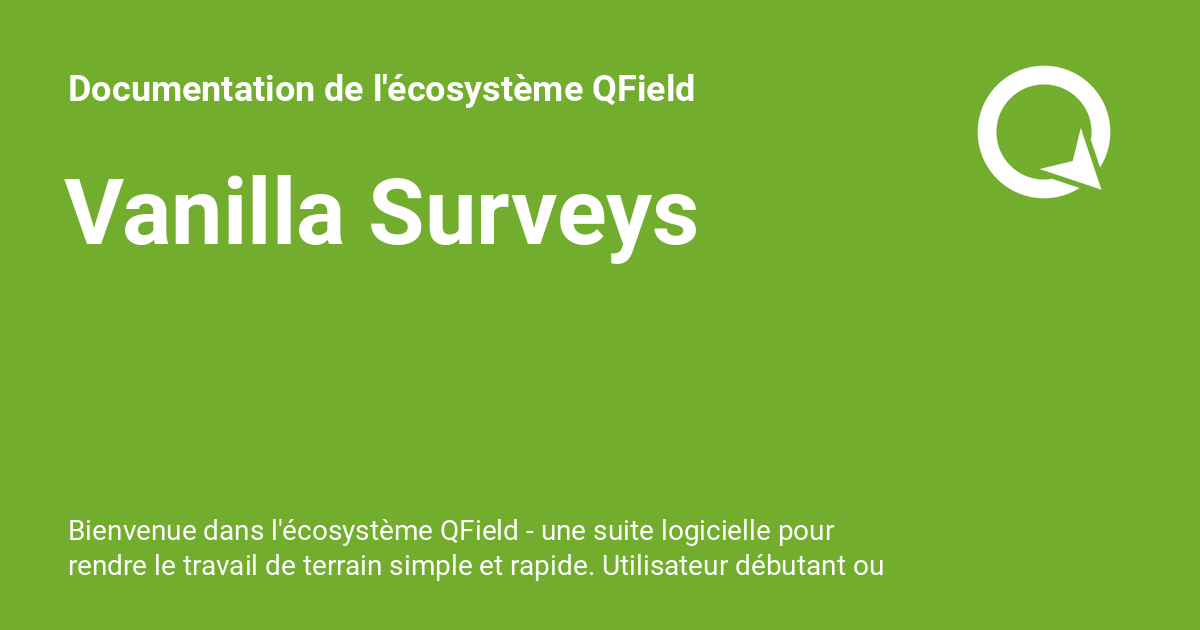 Documentation de l'écosystème QField
Vanilla Surveys
Bienvenue dans l'écosystème QField - une suite logicielle pour
rendre le travail de terrain simple et rapide. Utilisateur débutant ou